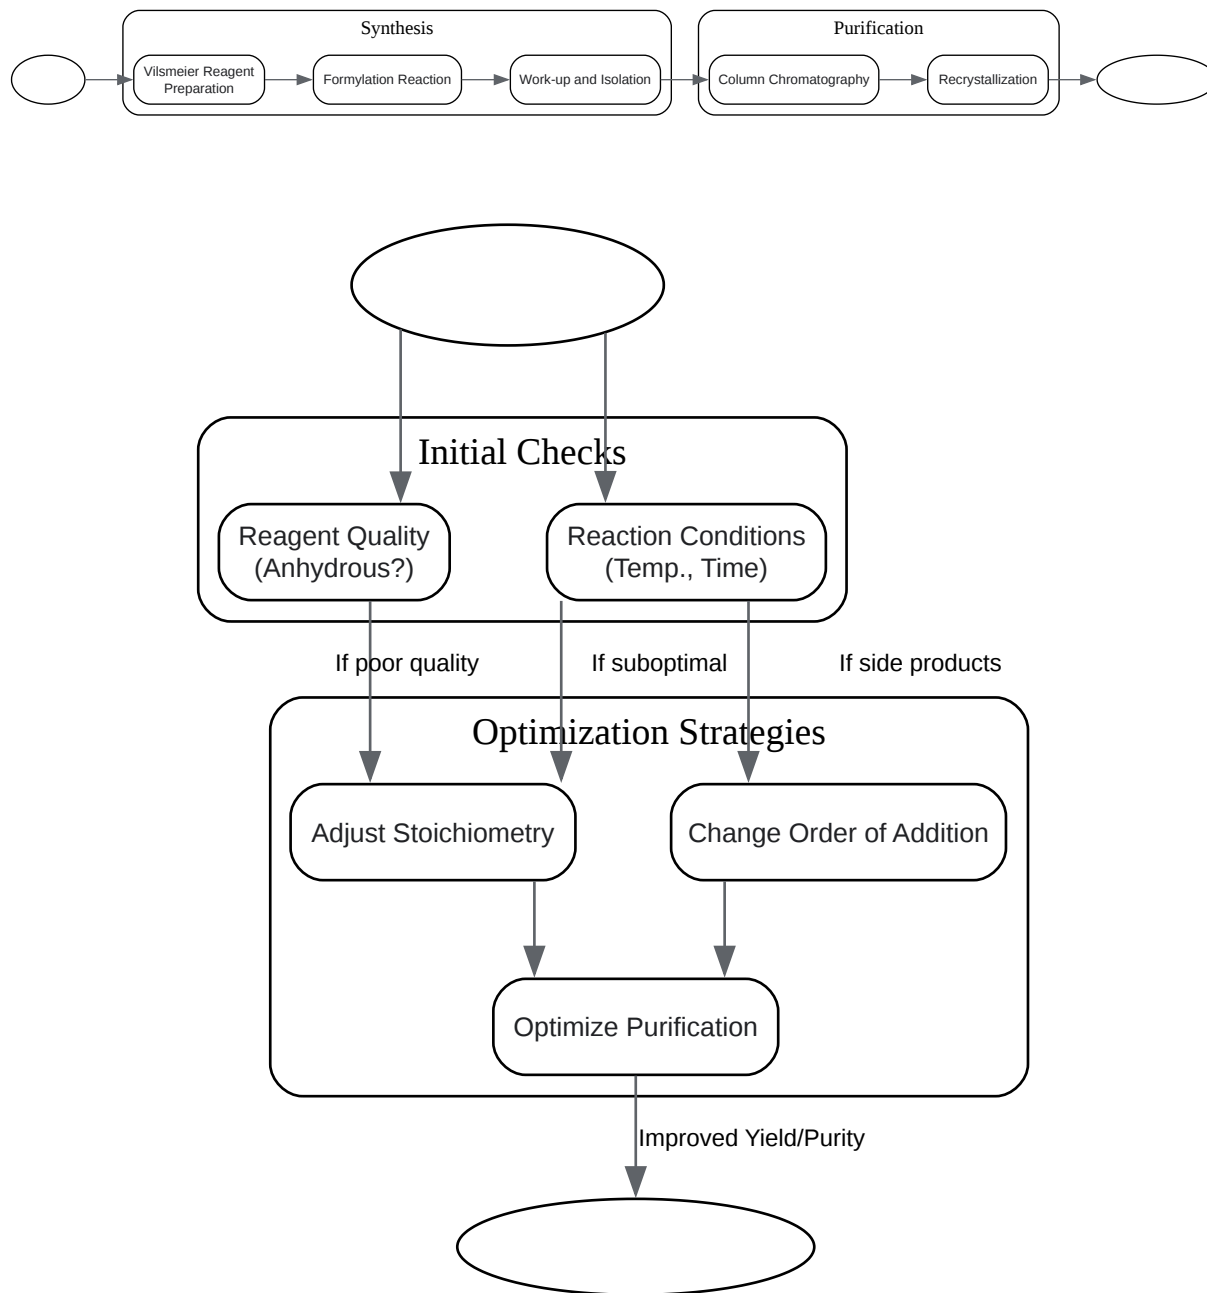 Synthesis
Purification
Vilsmeier Reagent
Preparation
Formylation Reaction
Work-up and Isolation
Column Chromatography
Recrystallization
Initial Checks
Reagent Quality
(Anhydrous?)
Reaction Conditions
(Temp., Time)
If poor quality
If suboptimal
If side products
Optimization Strategies
Adjust Stoichiometry
Change Order of Addition
Optimize Purification
Improved Yield/Purity